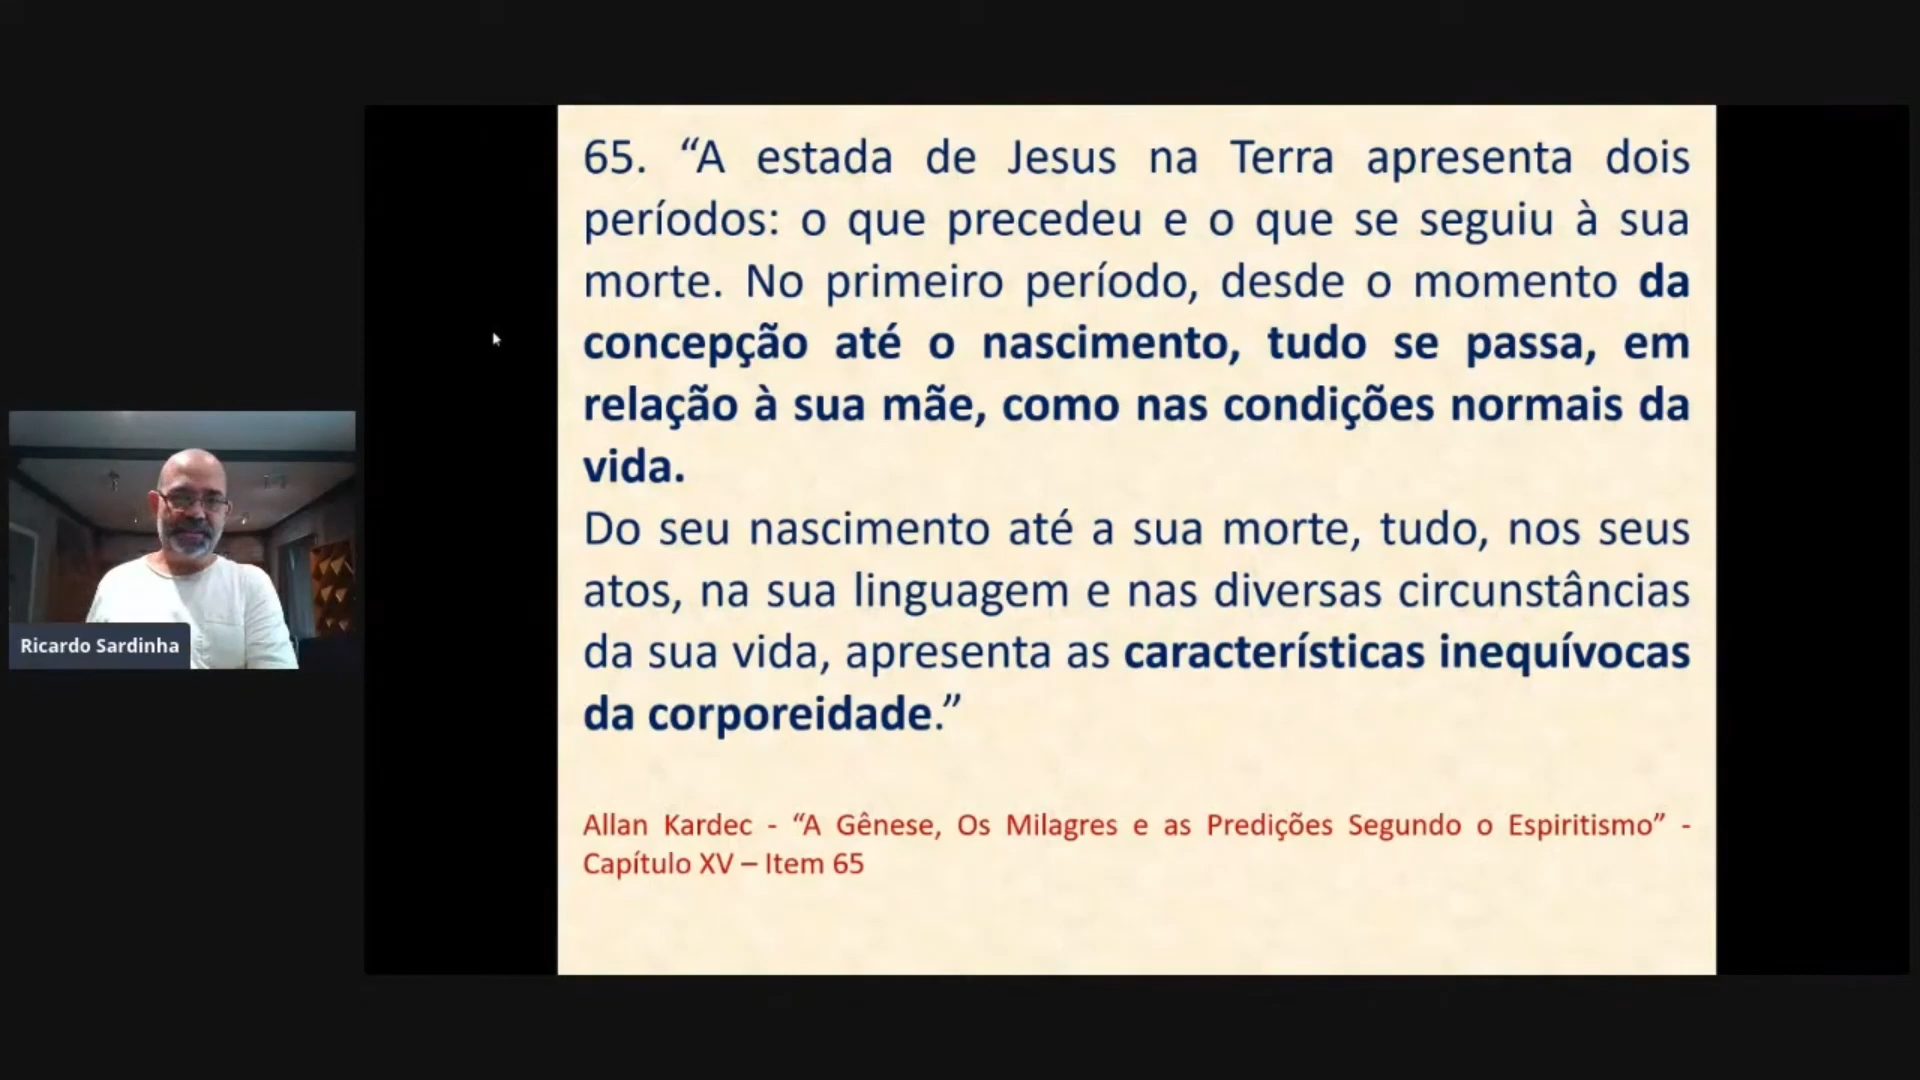 65. “A estada de Jesus na Terra apresenta dois
períodos: o que precedeu e o que se seguiu à sua
morte. No primeiro período, desde o momento da
concepção até o nascimento, tudo se passa, em
relação à sua mãe, como nas condições normais da
vida.
Do seu nascimento até a sua morte, tudo, nos seus
atos, na sua linguagem e nas diversas circunstâncias
da sua vida, apresenta as características inequívocas
da corporeidade.”
Allan Kardec - “A Gênese, Os Milagres e as Predições Segundo o Espiritismo” -
Capítulo XV – Item 65
Ricardo Sardinha